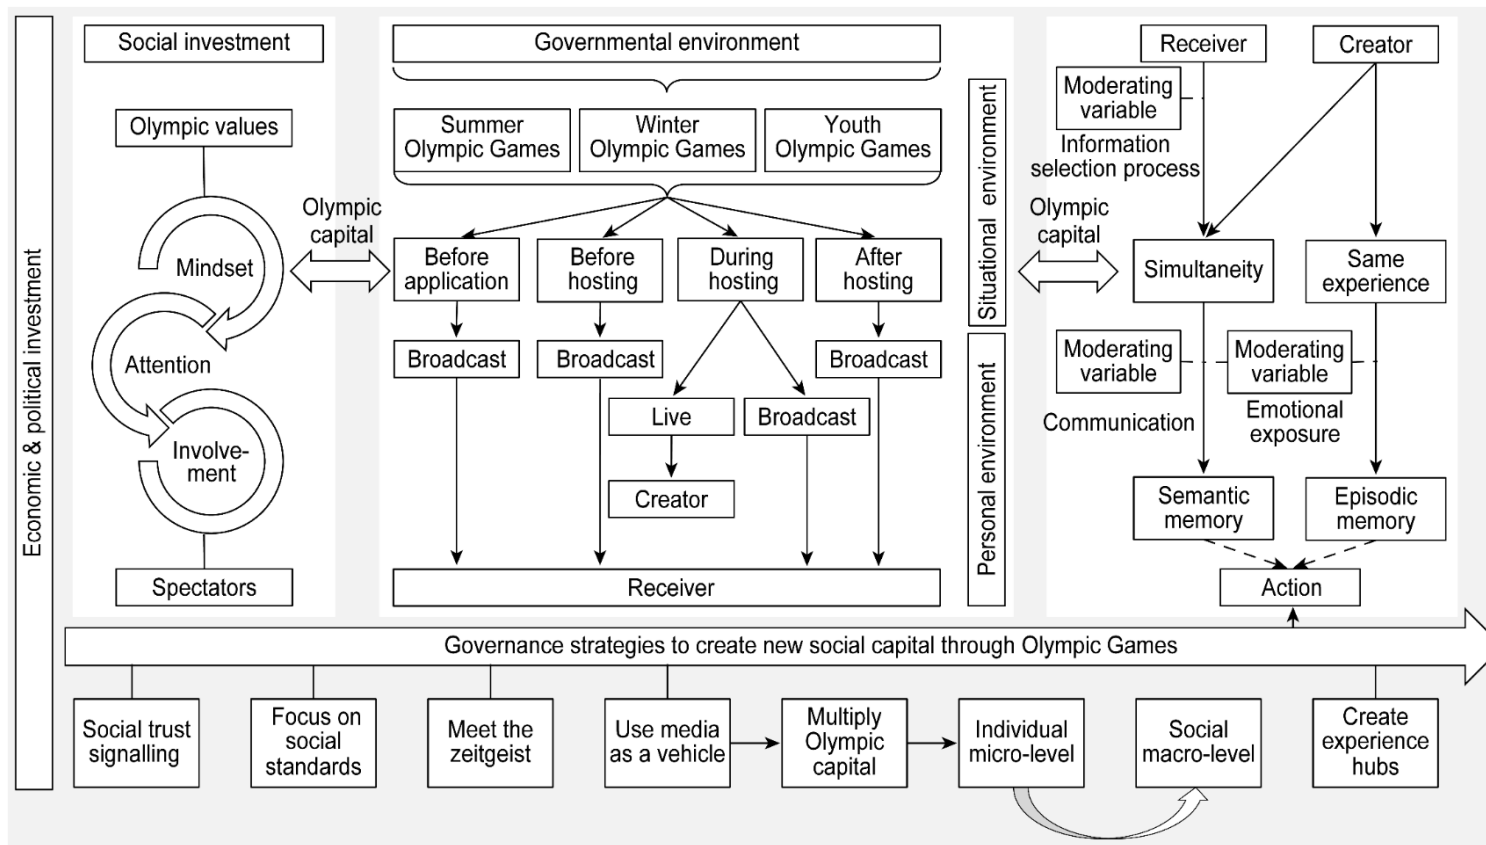 Economic & political investment
Social investment
Olympic values
Mindset
Attention
Involve-
ment
Spectators
Olympic
capital
Governmental environment
Summer
Olympic Games
Winter
Olympic Games
Youth
Olympic Games
Before
application
Before
hosting
During
hosting
After
hosting
Broadcast
Broadcast
Broadcast
Live
Broadcast
Creator
Receiver
Situational environment
Personal environment
Olympic
capital
Receiver
Creator
Moderating
variable
Information
selection process
Simultaneity
Same
experience
Moderating
variable
Moderating
variable
Communication
Emotional
exposure
Semantic
memory
Episodic
memory
Action
Governance strategies to create new social capital through Olympic Games
Social trust
signalling
Focus on
social
standards
Meet the
zeitgeist
Use media
as a vehicle
Multiply
Olympic
capital
Individual
micro-level
Social
macro-level
Create
experience
hubs